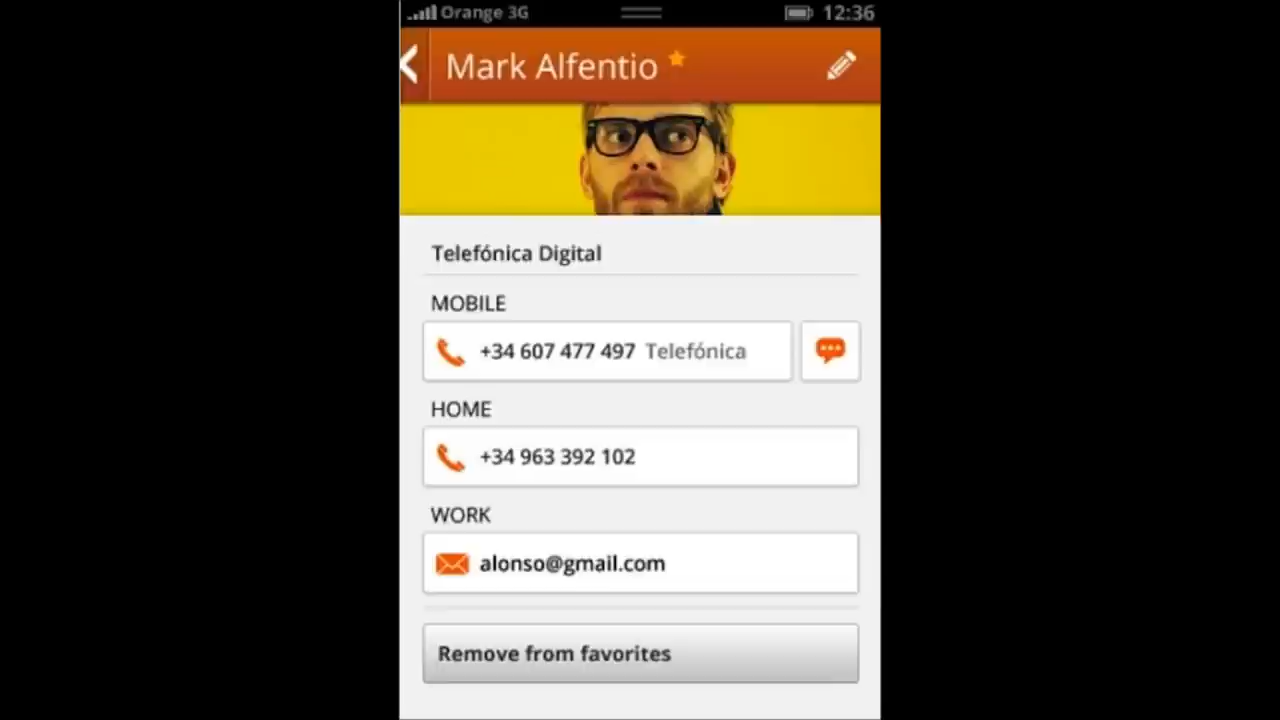 Orange 3G 12:36
Mark Alfentio
Telefónica Digital
MOBILE
+34 607 477 497 Telefónica
HOME
+34 963 392 102
WORK
alonso@gmail.com
Remove from favorites